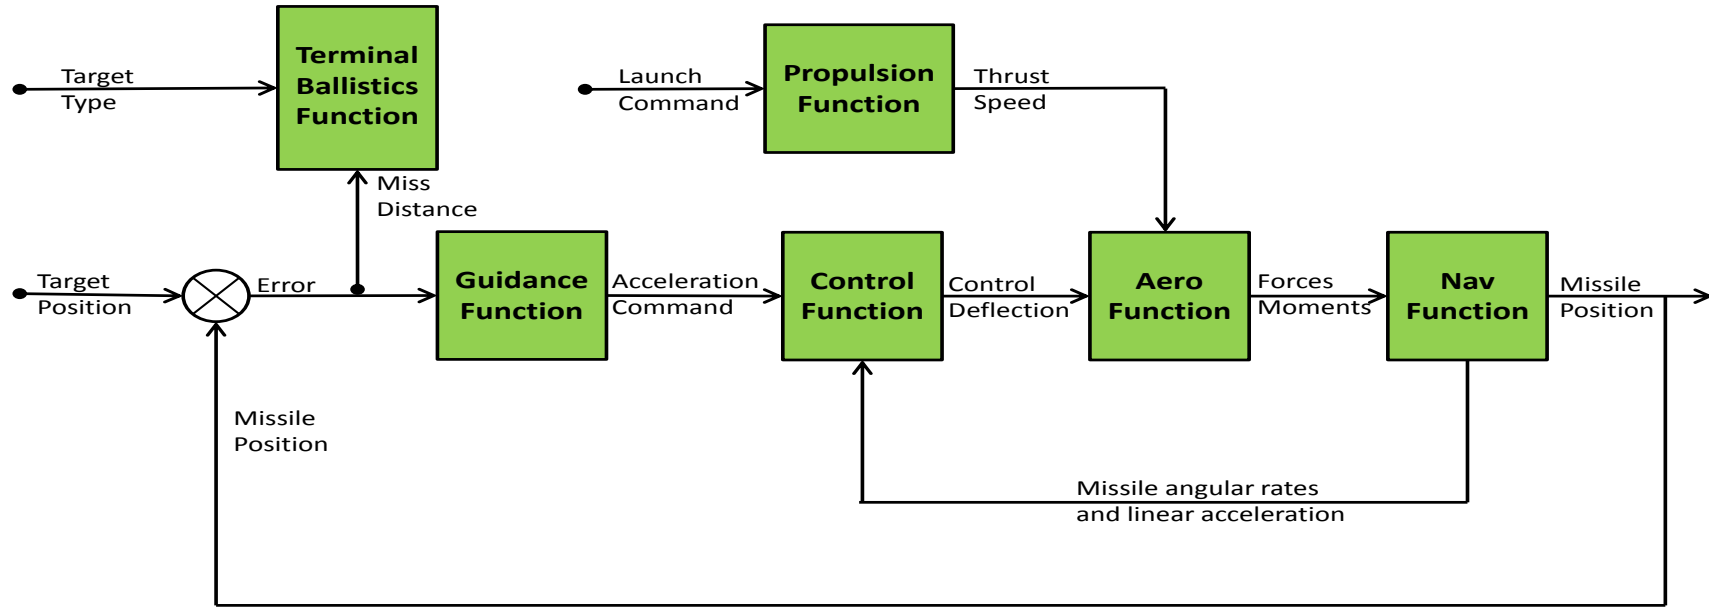 Target
Type
Terminal
Ballistics
Function
Launch
Command
Propulsion
Function
Thrust
Speed
Miss
Distance
Target
Position
Error
Guidance
Function
Acceleration
Command
Control
Function
Control
Deflection
Aero
Function
Forces
Moments
Nav
Function
Missile
Position
Missile
Position
Missile angular rates
and linear acceleration